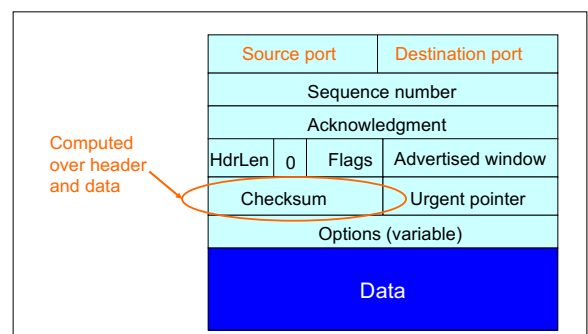 Source port
Destination port
Sequence number
Acknowledgment
Computed
over header
and data
HdrLen
0
Flags
Advertised window
Checksum
Urgent pointer
Options (variable)
Data